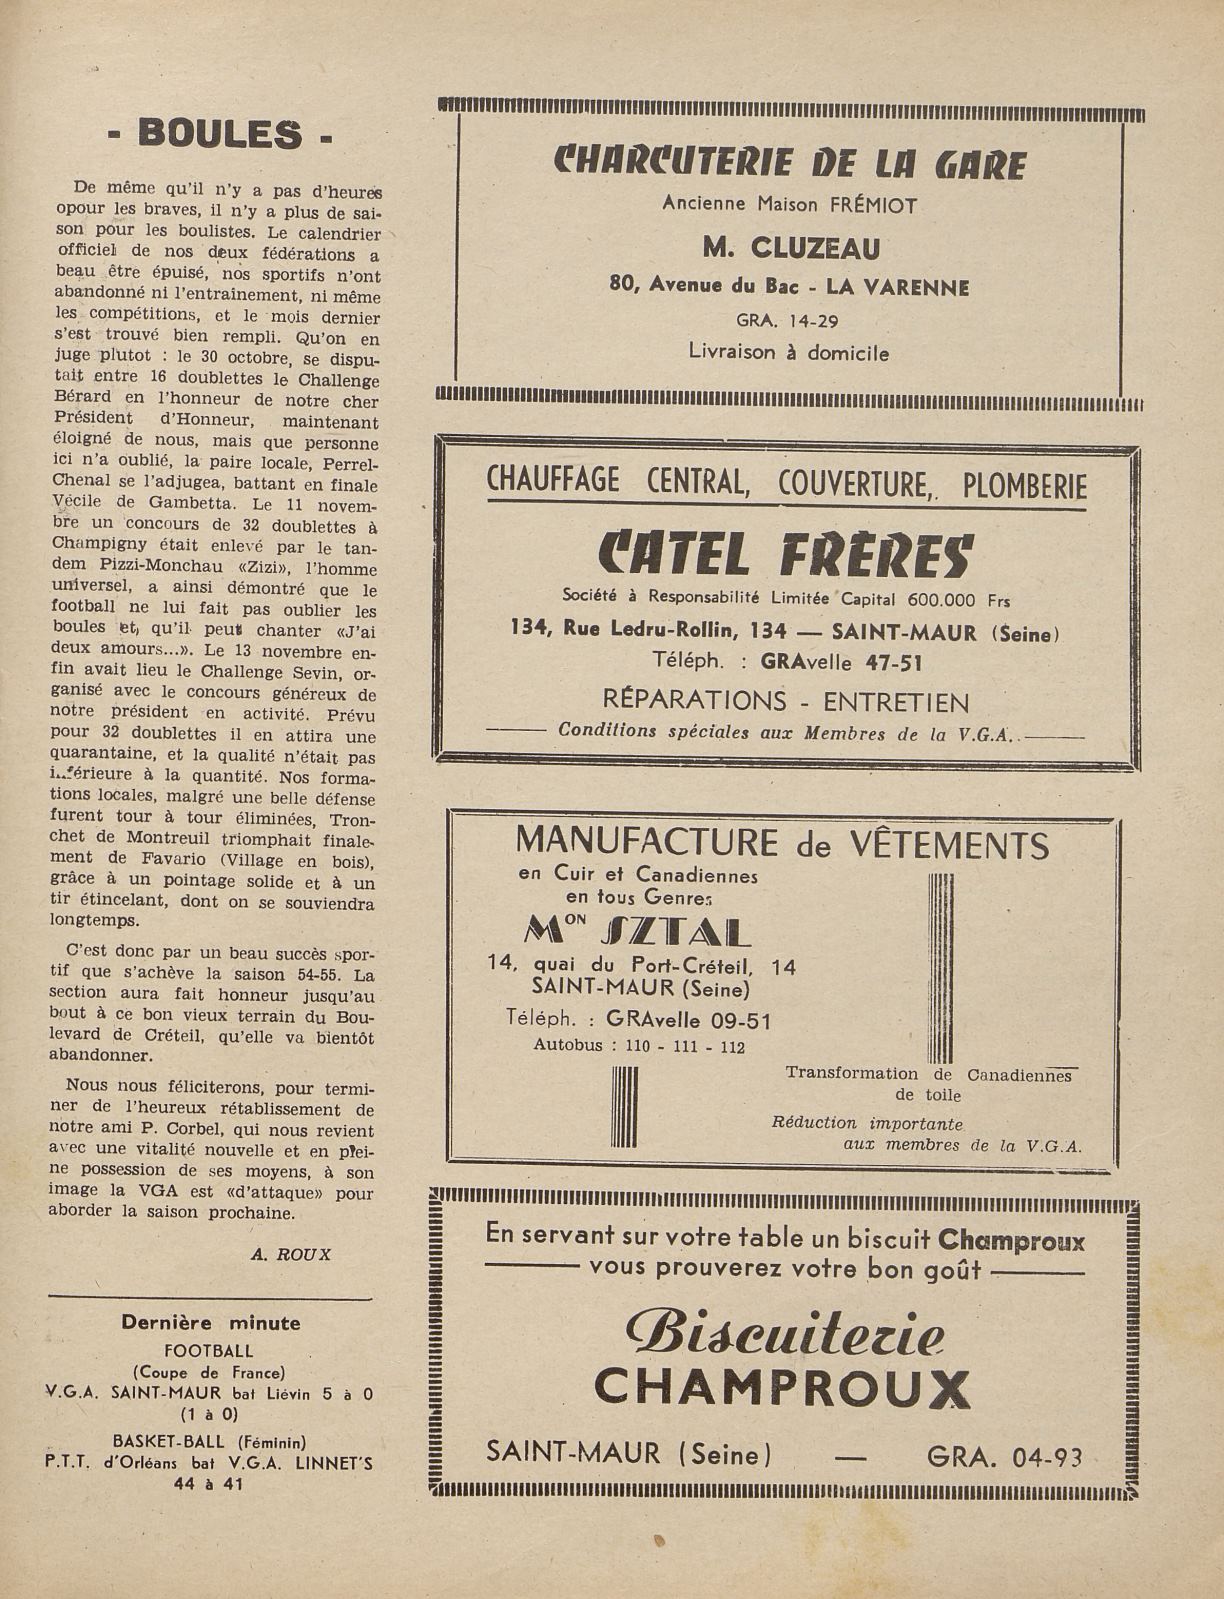 - BOULES -
De même qu'il n'y a pas d'heures
opour les braves, il n'y a plus de sai-
son pour les boulistes. Le calendrier
officiel de nos deux fédérations a
beau être épuisé, nos sportifs n'ont
abandonné ni l'entraînement, ni même
les compétitions, et le mois dernier
s'est trouvé bien rempli. Qu'on en
juge plutot : le 30 octobre, se dispu-
tait entre 16 doublettes le Challenge
Bérard en l'honneur de notre cher
Président d'Honneur, maintenant
éloigné de nous, mais que personne
ici n'a oublié, la paire locale, Perrel-
Chenal se l'adjugea, battant en finale
Vécile de Gambetta. Le 11 novem-
bre un concours de 32 doublettes à
Champigny était enlevé par le tan-
dem Pizzi-Monchau «Zizi», l'homme
universel, a ainsi démontré que le
football ne lui fait pas oublier les
boules et, qu'il peut chanter «J'ai
deux amours...». Le 13 novembre en-
fin avait lieu le Challenge Sevin, or-
ganisé avec le concours généreux de
notre président en activité. Prévu
pour 32 doublettes il en attira une
quarantaine, et la qualité n'était pas
inférieure à la quantité. Nos forma-
tions locales, malgré une belle défense
furent tour à tour éliminées, Tron-
chet de Montreuil triomphait finale-
ment de Favario (Village en bois),
grâce à un pointage solide et à un
tir étincelant, dont on se souviendra
longtemps.
C'est donc par un beau succès spor-
tif que s'achève la saison 54-55. La
section aura fait honneur jusqu'au
bout à ce bon vieux terrain du Bou-
levard de Créteil, qu'elle va bientôt
abandonner.
Nous nous féliciterons, pour termi-
ner de l'heureux rétablissement de
notre ami P. Corbel, qui nous revient
avec une vitalité nouvelle et en plei-
ne possession de ses moyens, à son
image la VGA est «d'attaque» pour
aborder la saison prochaine.
A. ROUX
Dernière minute
FOOTBALL
(Coupe de France)
V.G.A. SAINT-MAUR bat Liévin 5 à 0
(1 à 0)
BASKET-BALL (Féminin)
P.T.T. d'Orléans bat V.G.A. LINNET'S
44 à 41
CHARCUTERIE DE LA GARE
Ancienne Maison FRÉMIOT
M. CLUZEAU
80, Avenue du Bac - LA VARENNE
GRA. 14-29
Livraison à domicile
CHAUFFAGE CENTRAL, COUVERTURE, PLOMBERIE
CATEL FRÈRES
Société à Responsabilité Limitée Capital 600.000 Frs
134, Rue Ledru-Rollin, 134 — SAINT-MAUR (Seine)
Téléph. : GRAvelle 47-51
RÉPARATIONS - ENTRETIEN
Conditions spéciales aux Membres de la V.G.A.
MANUFACTURE de VÊTEMENTS
en Cuir et Canadiennes
en tous Genres
Mon SZTAL
14, quai du Port-Créteil, 14
SAINT-MAUR (Seine)
Téléph. : GRAvelle 09-51
Autobus : 110 - 111 - 112
Transformation de Canadiennes
de toile
Réduction importante
aux membres de la V.G.A.
En servant sur votre table un biscuit Champroux
vous prouverez votre bon goût
Biscuiterie
CHAMPROUX
SAINT-MAUR (Seine) — GRA. 04-93